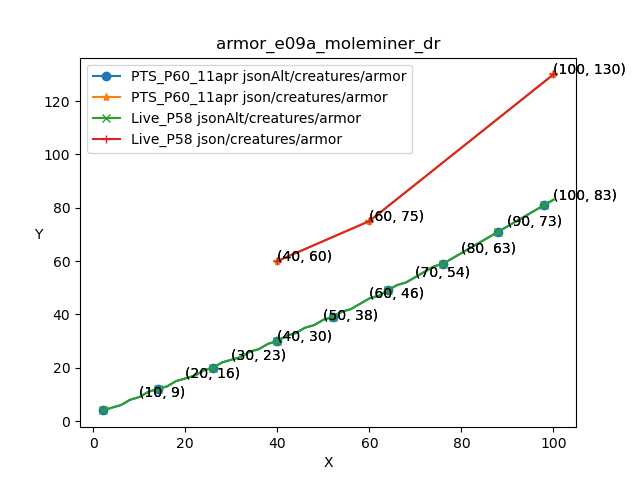 armor_e09a_moleminer_dr
PTS_P60_11apr jsonAlt/creatures/armor
PTS_P60_11apr json/creatures/armor
Live_P58 jsonAlt/creatures/armor
Live_P58 json/creatures/armor
(100, 130)
(60, 75)
(40, 60)
(100, 83)
(90, 73)
(80, 63)
(70, 54)
(60, 46)
(50, 38)
(40, 30)
(30, 23)
(20, 16)
(10, 9)
120
100
80
60
40
20
0
Y
0 20 40 60 80 100
X